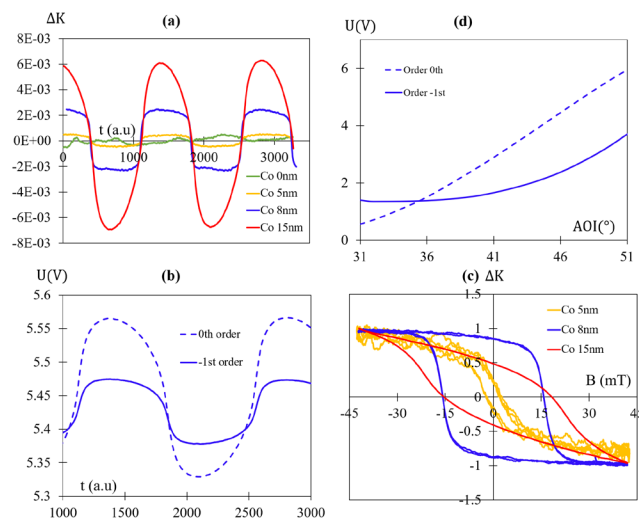 ΔK
(a)
8E-03
6E-03
4E-03
2E-03
0E+00
-2E-03
-4E-03
-6E-03
-8E-03
t (a.u)
0
1000
2000
3000
Co 0nm
Co 5nm
Co 8nm
Co 15nm
U(V)
(d)
6
4
2
0
Order 0th
Order -1st
AOI(°)
31
36
41
46
51
U(V)
(b)
5.6
5.55
5.5
5.45
5.4
5.35
5.3
0th order
-1st order
t (a.u)
1000
1500
2000
2500
3000
(c)
ΔK
1.5
1
0.5
0
-0.5
-1
-1.5
Co 5nm
Co 8nm
Co 15nm
B (mT)
-45
-30
-15
0
15
30